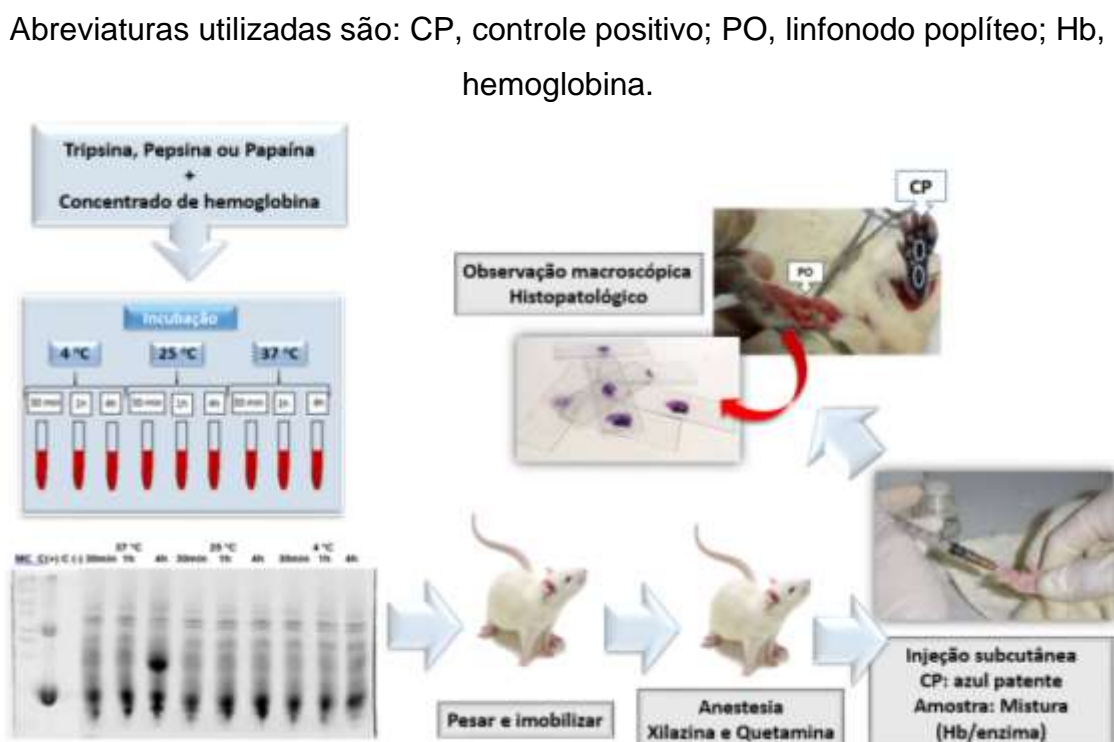 Abreviaturas utilizadas são: CP, controle positivo; PO, linfonodo poplíteo; Hb,
hemoglobina.
Tripsina, Pepsina ou Papaína
+
Concentrado de hemoglobina
Incubação
4 °C 25 °C 37 °C
30 min 1h 4h 30 min 1h 4h 30 min 1h 4h
37 °C 25 °C 4 °C
MC C(+) C (-) 30min 1h 4h 30min 1h 4h 30min 1h 4h
Pesar e imobilizar
Anestesia
Xilazina e Quetamina
Injeção subcutânea
CP: azul patente
Amostra: Mistura
(Hb/enzima)
Observação macroscópica
Histopatológico
PO
CP